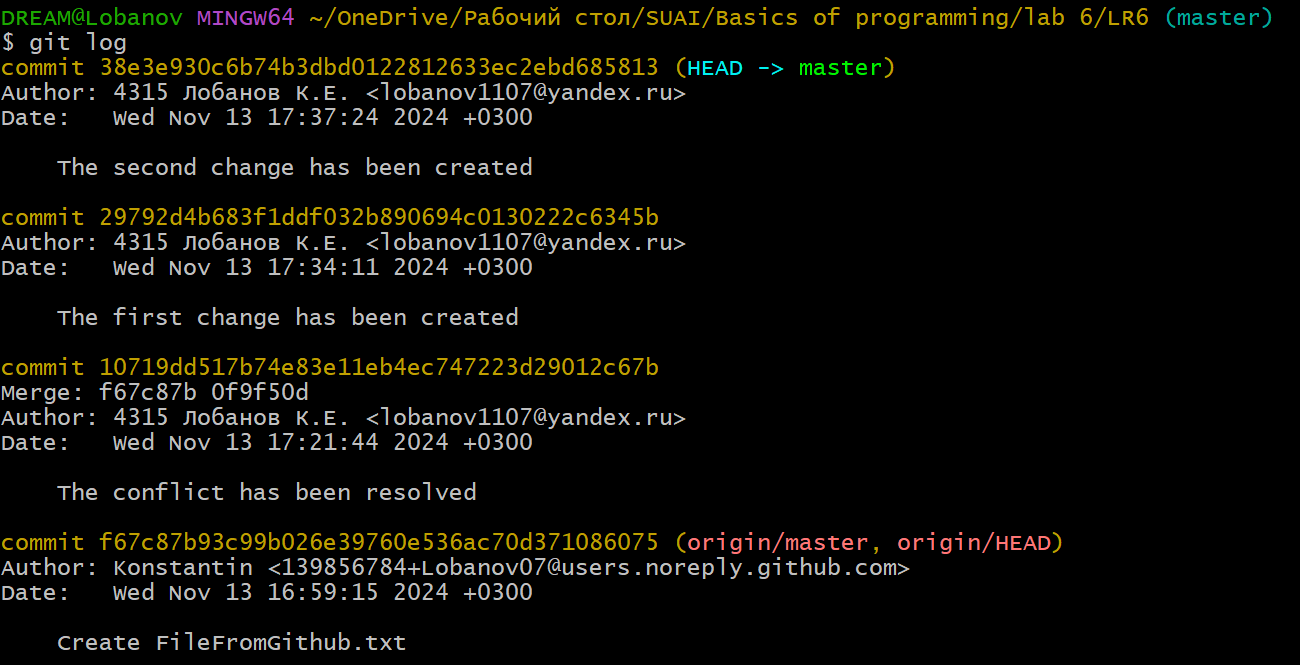 DREAM@Lobanov MINGW64 ~/OneDrive/Рабочий стол/SUAI/Basics of programming/lab 6/LR6 (master)
$ git log
commit 38e3e930c6b74b3dbd0122812633ec2ebd685813 (HEAD -> master)
Author: 4315 Лобанов К.Е. <lobanov1107@yandex.ru>
Date:   Wed Nov 13 17:37:24 2024 +0300

    The second change has been created

commit 29792d4b683f1ddf032b890694c0130222c6345b
Author: 4315 Лобанов К.Е. <lobanov1107@yandex.ru>
Date:   Wed Nov 13 17:34:11 2024 +0300

    The first change has been created

commit 10719dd517b74e83e11eb4ec747223d29012c67b
Merge: f67c87b 0f9f50d
Author: 4315 Лобанов К.Е. <lobanov1107@yandex.ru>
Date:   Wed Nov 13 17:21:44 2024 +0300

    The conflict has been resolved

commit f67c87b93c99b026e39760e536ac70d371086075 (origin/master, origin/HEAD)
Author: Konstantin <139856784+Lobanov07@users.noreply.github.com>
Date:   Wed Nov 13 16:59:15 2024 +0300

    Create FileFromGithub.txt